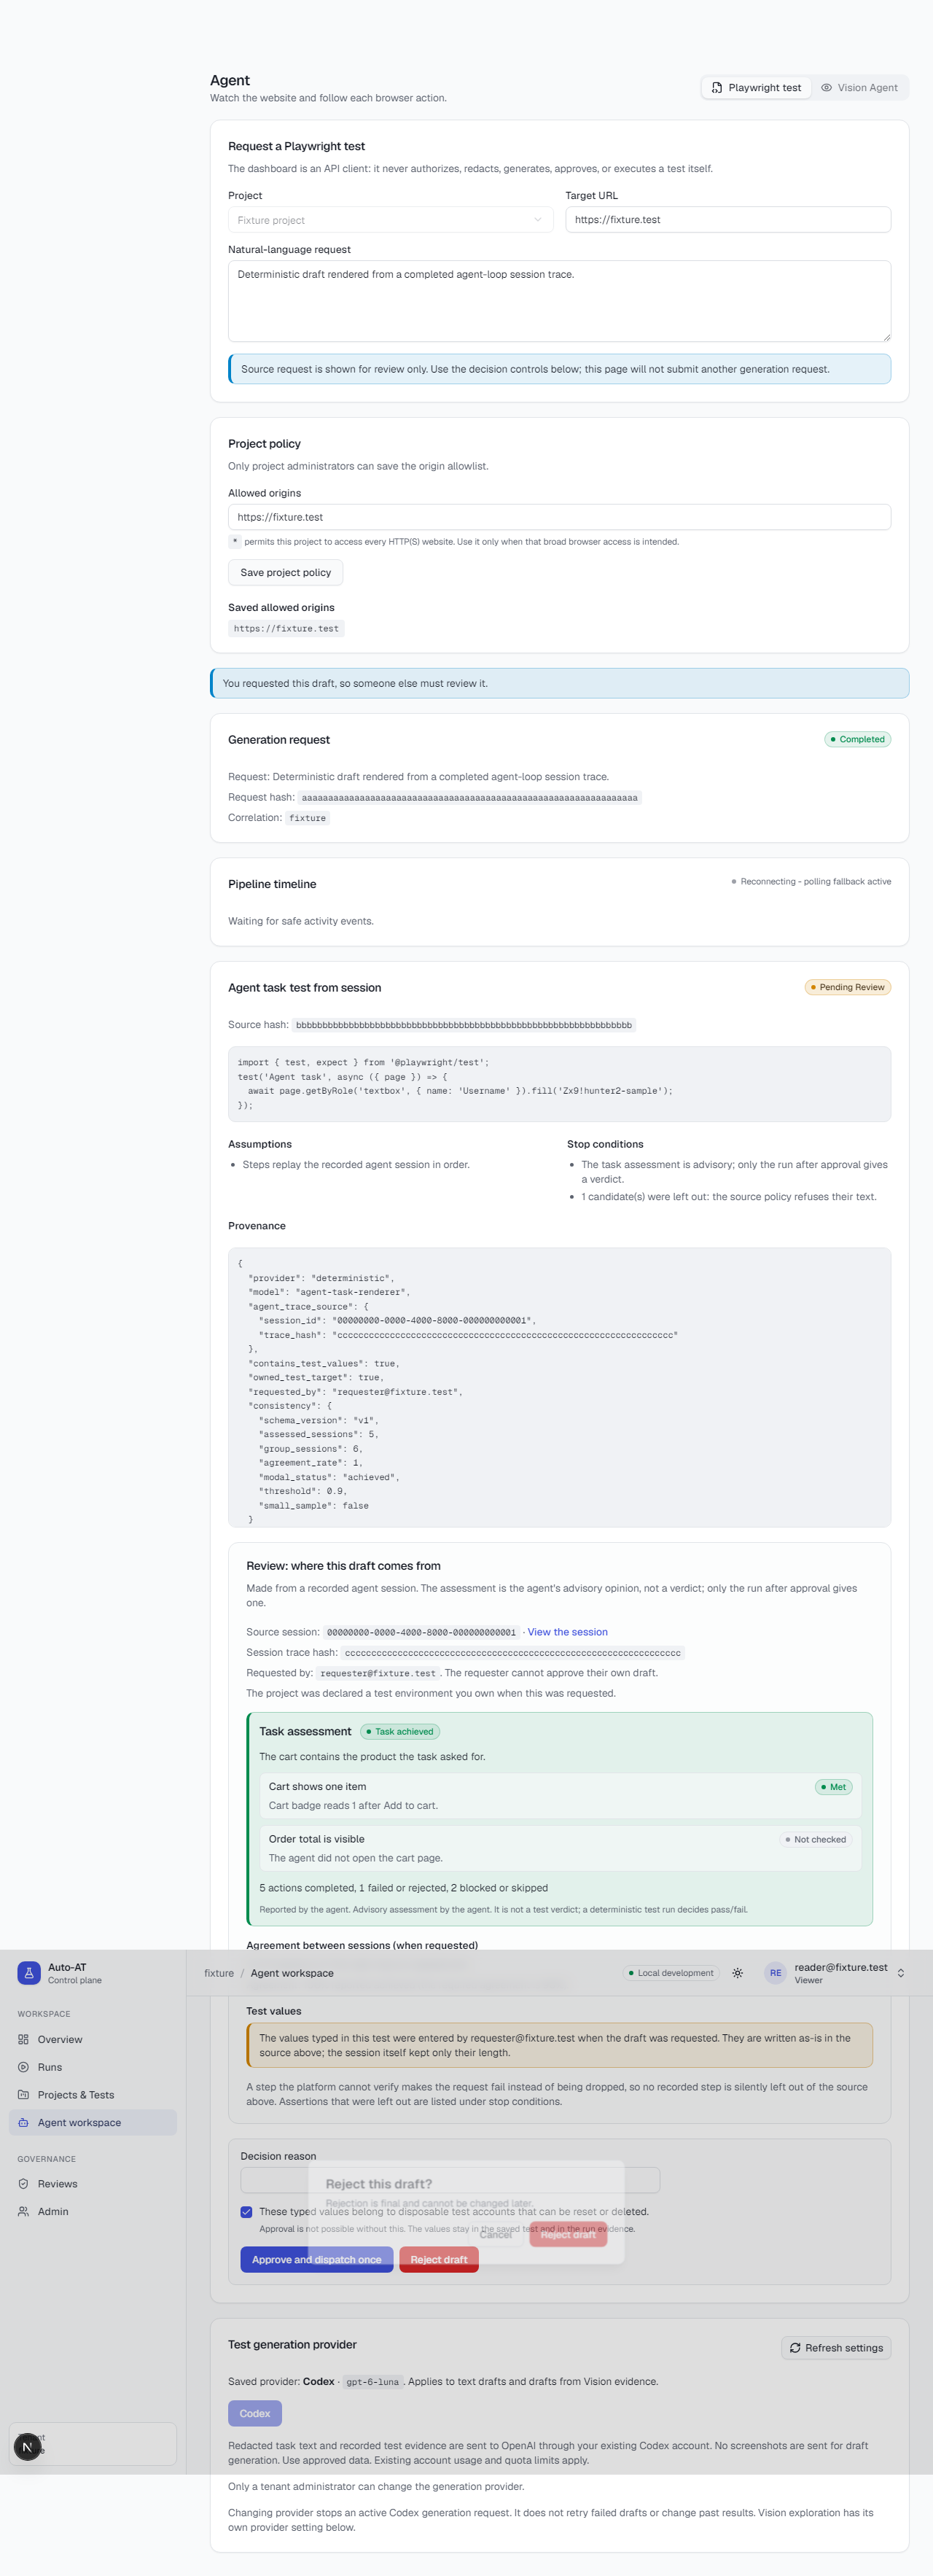 Agent
Watch the website and follow each browser action.
Playwright test
Vision Agent
Request a Playwright test
The dashboard is an API client: it never authorizes, redacts, generates, approves, or executes a test itself.
Project
Target URL
Fixture project
https://fixture.test
Natural-language request
Deterministic draft rendered from a completed agent-loop session trace.
Source request is shown for review only. Use the decision controls below; this page will not submit another generation request.
Project policy
Only project administrators can save the origin allowlist.
Allowed origins
https://fixture.test
* permits this project to access every HTTP(S) website. Use it only when that broad browser access is intended.
Save project policy
Saved allowed origins
https://fixture.test
You requested this draft, so someone else must review it.
Generation request
Completed
Request: Deterministic draft rendered from a completed agent-loop session trace.
Request hash: aaaaaaaaaaaaaaaaaaaaaaaaaaaaaaaaaaaaaaaaaaaaaaaaaaaaaaaaaaaaaaaa
Correlation: fixture
Pipeline timeline
Reconnecting - polling fallback active
Waiting for safe activity events.
Agent task test from session
Pending Review
Source hash: bbbbbbbbbbbbbbbbbbbbbbbbbbbbbbbbbbbbbbbbbbbbbbbbbbbbbbbbbbbbbbbb
import { test, expect } from '@playwright/test';
test('Agent task', async ({ page }) => {
await page.getByRole('textbox', { name: 'Username' }).fill('Zx9!hunter2-sample');
});
Assumptions
Steps replay the recorded agent session in order.
Stop conditions
The task assessment is advisory; only the run after approval gives
a verdict.
1 candidate(s) were left out: the source policy refuses their text.
Provenance
{
"provider": "deterministic",
"model": "agent-task-renderer",
"agent_trace_source": {
"session_id": "00000000-0000-4000-8000-000000000001",
"trace_hash": "cccccccccccccccccccccccccccccccccccccccccccccccccccccccccccccccc"
},
"contains_test_values": true,
"owned_test_target": true,
"requested_by": "requester@fixture.test",
"consistency": {
"schema_version": "v1",
"assessed_sessions": 5,
"group_sessions": 6,
"agreement_rate": 1,
"modal_status": "achieved",
"threshold": 0.9,
"small_sample": false
}
Review: where this draft comes from
Made from a recorded agent session. The assessment is the agent's advisory opinion, not a verdict; only the run after approval gives
one.
Source session: 00000000-0000-4000-8000-000000000001 · View the session
Session trace hash: cccccccccccccccccccccccccccccccccccccccccccccccccccccccccccccccc
Requested by: requester@fixture.test. The requester cannot approve their own draft.
The project was declared a test environment you own when this was requested.
Task assessment
Task achieved
The cart contains the product the task asked for.
Cart shows one item
Met
Cart badge reads 1 after Add to cart.
Order total is visible
Not checked
The agent did not open the cart page.
5 actions completed, 1 failed or rejected, 2 blocked or skipped
Reported by the agent. Advisory assessment by the agent. It is not a test verdict; a deterministic test run decides pass/fail.
Agreement between sessions (when requested)
Auto-AT
Control plane
fixture / Agent workspace
Local development
RE
reader@fixture.test
Viewer
WORKSPACE
Overview
Runs
Projects & Tests
Agent workspace
GOVERNANCE
Reviews
Admin
N
Test values
The values typed in this test were entered by requester@fixture.test when the draft was requested. They are written as-is in the
source above; the session itself kept only their length.
A step the platform cannot verify makes the request fail instead of being dropped, so no recorded step is silently left out of the source
above. Assertions that were left out are listed under stop conditions.
Decision reason
Reject this draft?
Rejection is final and cannot be changed later.
These typed values belong to disposable test accounts that can be reset or deleted.
Approval is not possible without this. The values stay in the saved test and in the run evidence.
Cancel
Reject draft
Approve and dispatch once
Reject draft
Test generation provider
Refresh settings
Saved provider: Codex · gpt-6-luna. Applies to text drafts and drafts from Vision evidence.
Codex
Redacted task text and recorded test evidence are sent to OpenAI through your existing Codex account. No screenshots are sent for draft
generation. Use approved data. Existing account usage and quota limits apply.
Only a tenant administrator can change the generation provider.
Changing provider stops an active Codex generation request. It does not retry failed drafts or change past results. Vision exploration has its
own provider setting below.